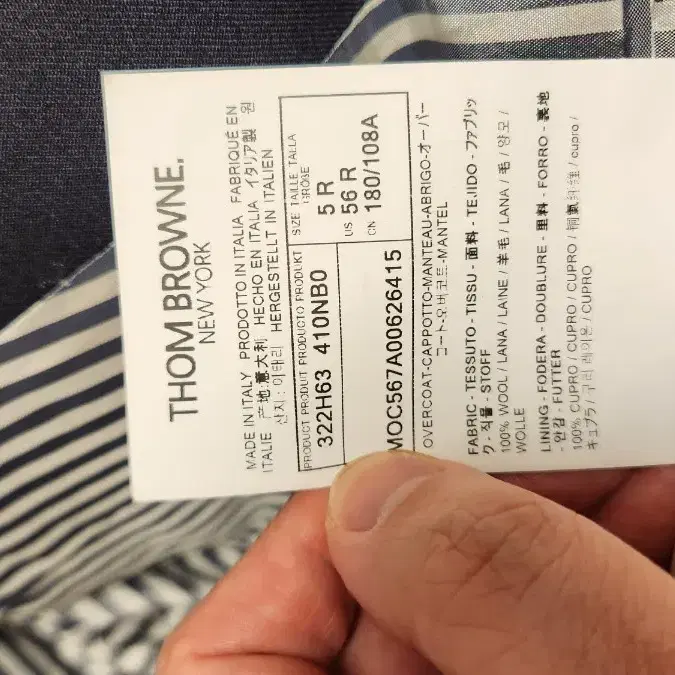 THOM BROWNE.
NEW YORK
MADE IN ITALY PRODOTTO IN ITALIA FABRIQUÉ EN
ITALIE 产地:意大利 HECHO EN ITALIA イタリア製 원
산지: 이태리 HERGESTELLT IN ITALIEN
PRODUCT PRODUIT PRODUCTO PRODUKT
322H63 410NB0
SIZE TAILLE TALLA
GRÖßE
5 R
US 56 R
CN 180/108A
MOC567A00626415
OVERCOAT-CAPPOTTO-MANTEAU-ABRIGO-オーバー
コート-오버코트-MANTEL
FABRIC - TESSUTO - TISSU - 面料 - TEJIDO - ファブリッ
ク - 직물 - STOFF
100% WOOL / LANA / LAINE / 羊毛 / LANA / 毛 / 양모 /
WOLLE
LINING - FODERA - DOUBLURE - 里料 - FORRO - 裏地
- 안감 - FUTTER
100% CUPRO / CUPRO / CUPRO / 铜氨纤维 / cupro /
キュプラ / 구리 레이온 / CUPRO